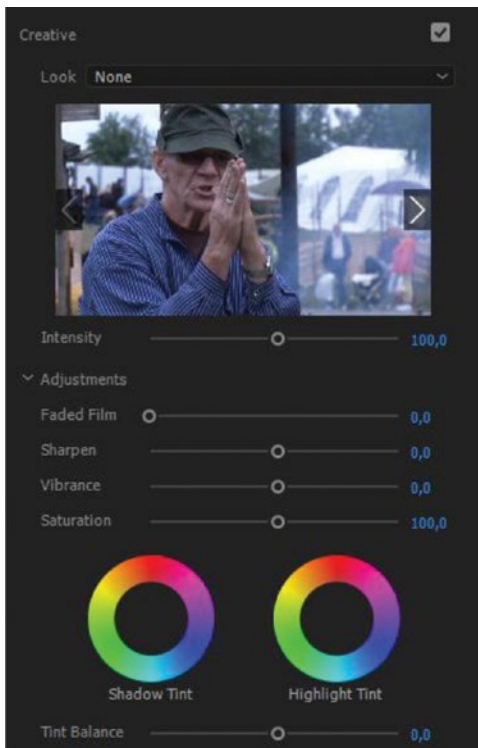 Creative
Look None
Intensity 100,0
Adjustments
Faded Film 0,0
Sharpen 0,0
Vibrance 0,0
Saturation 100,0
Shadow Tint Highlight Tint
Tint Balance 0,0